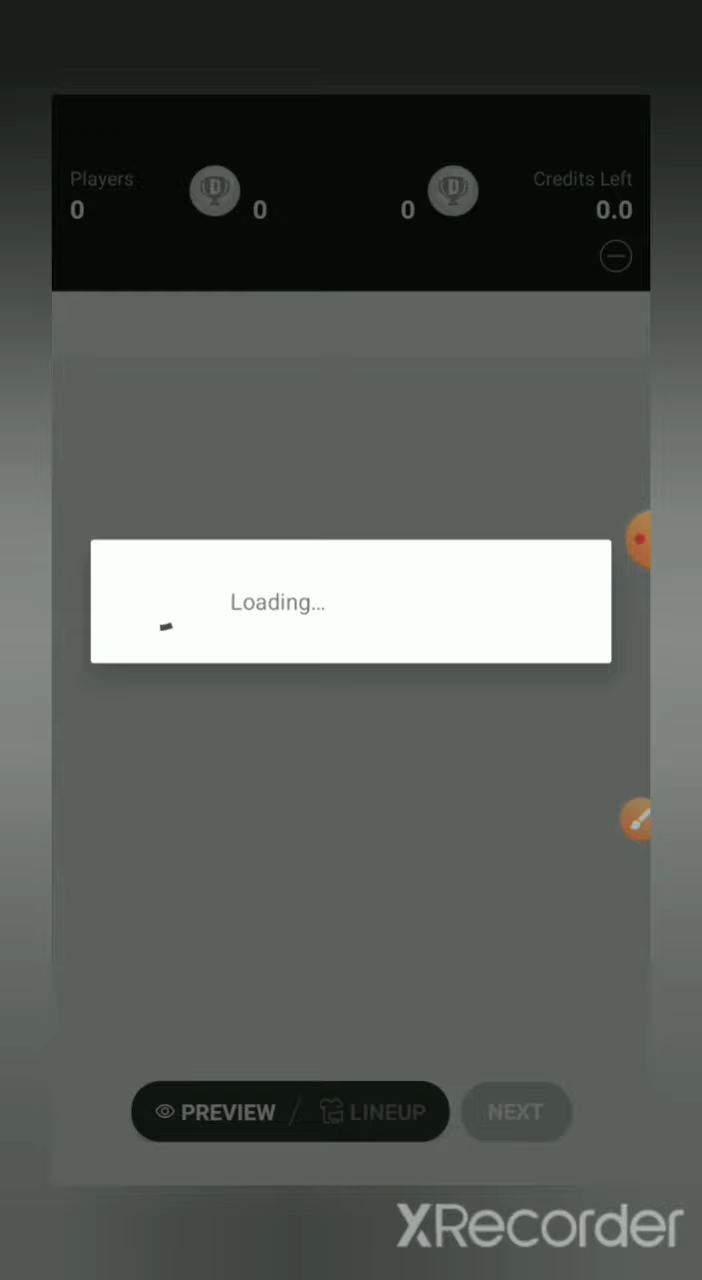 Players
0
D
0
0
D
Credits Left
0.0
Loading...
PREVIEW / LINEUP
NEXT
XRecorder